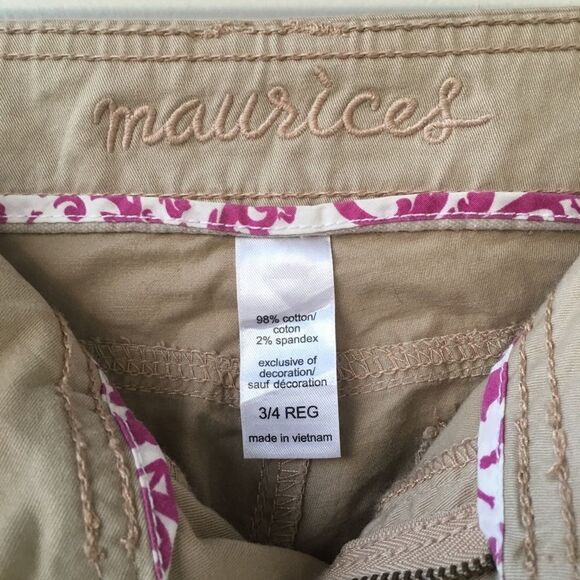 maurices
98% cotton/
coton
2% spandex
exclusive of
decoration/
sauf décoration
3/4 REG
made in vietnam